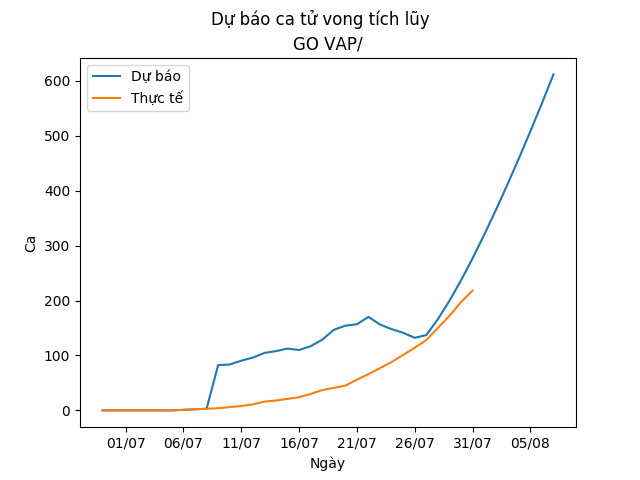 Dự báo ca tử vong tích lũy
GO VAP/
Dự báo
Thực tế
Ca
600
500
400
300
200
100
0
01/07 06/07 11/07 16/07 21/07 26/07 31/07 05/08
Ngày